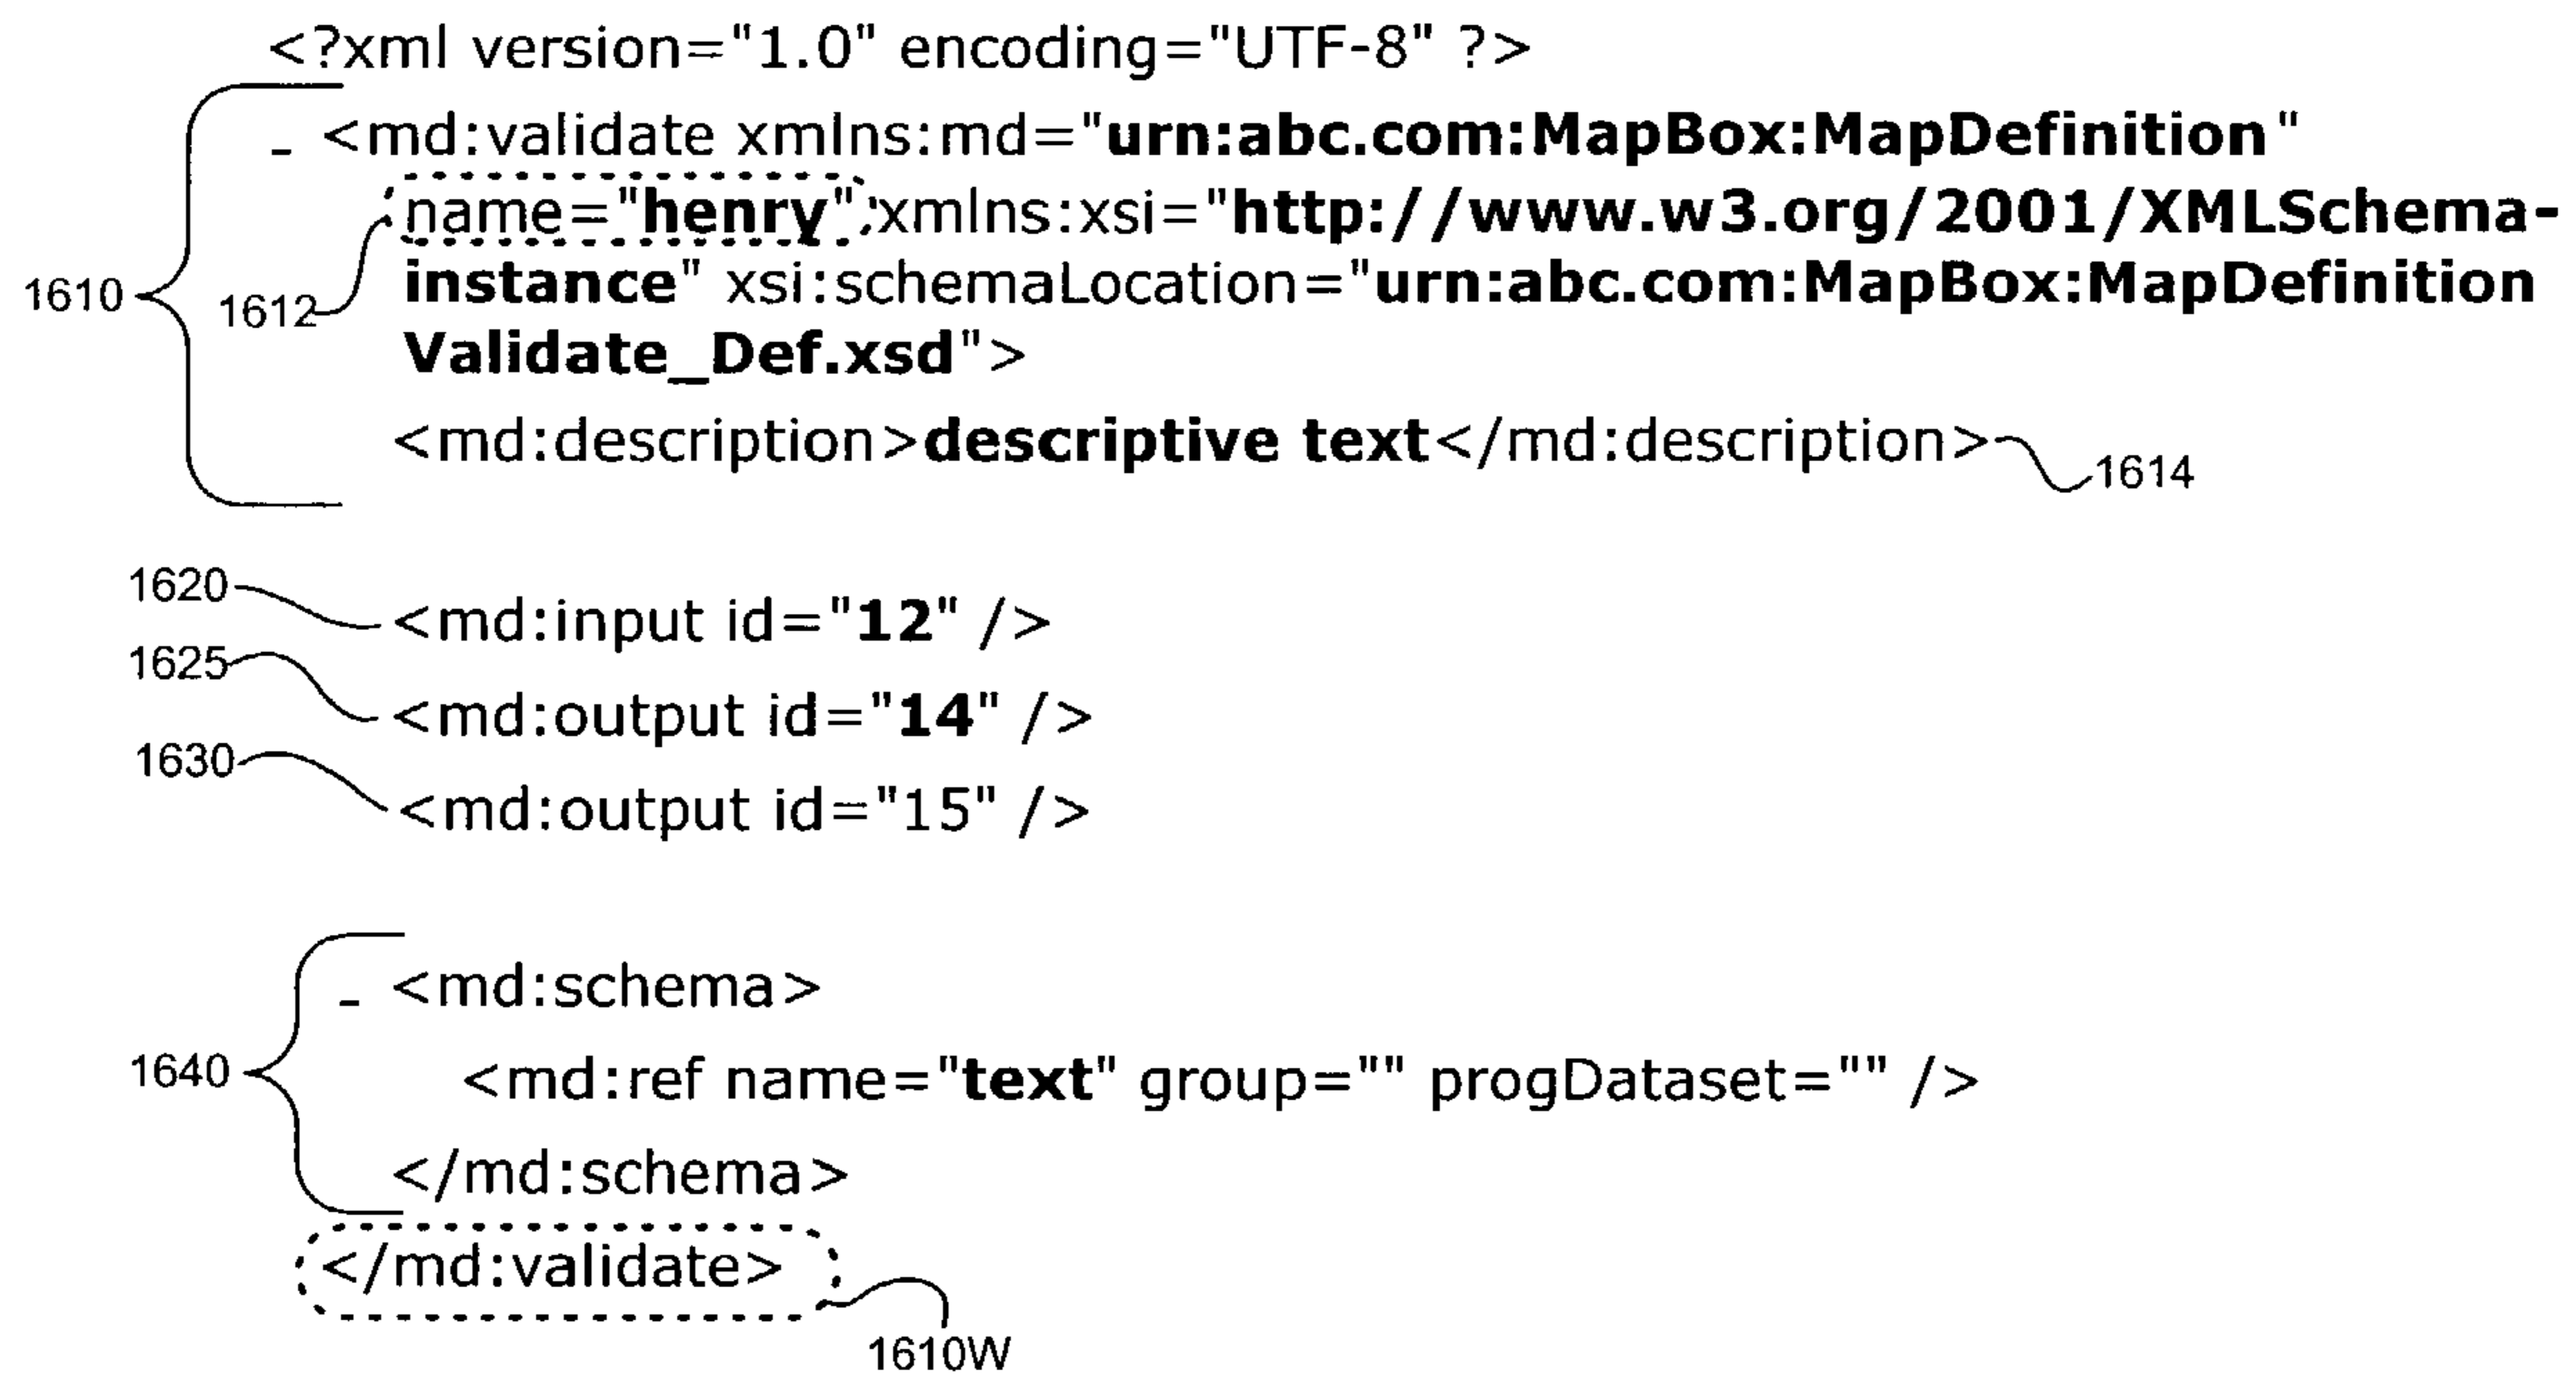 <?xml version="1.0" encoding="UTF-8" ?>
- <md:validate xmlns:md="urn:abc.com:MapBox:MapDefinition"
name="henry" xmlns:xsi="http://www.w3.org/2001/XMLSchema-
1610
1612
instance" xsi:schemaLocation="urn:abc.com:MapBox:MapDefinition
Validate_Def.xsd">
<md:description>descriptive text</md:description>
1614
1620
<md:input id="12" />
1625
<md:output id="14" />
1630
<md:output id="15" />
- <md:schema>
1640
<md:ref name="text" group="" progDataset="" />
</md:schema>
</md:validate>
1610W